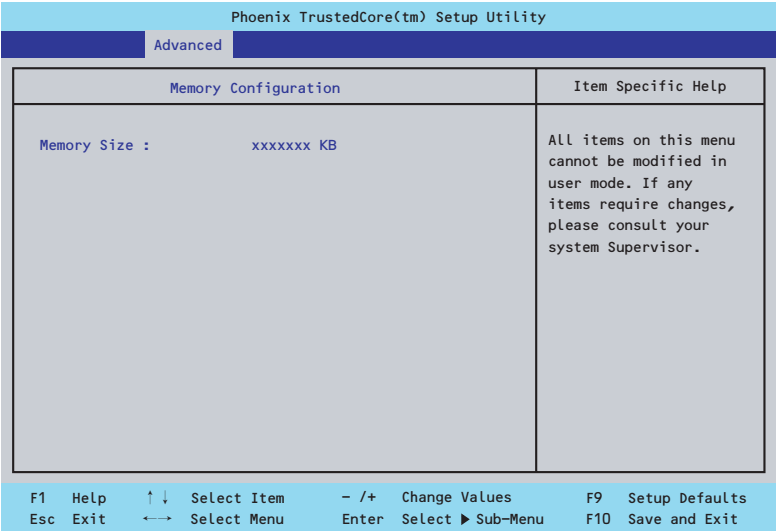 Phoenix TrustedCore(tm) Setup Utility
Advanced
Memory Configuration
Memory Size : xxxxxxx KB
Item Specific Help
All items on this menu
cannot be modified in
user mode. If any
items require changes,
please consult your
system Supervisor.
F1 Help ↑↓ Select Item - /+ Change Values F9 Setup Defaults
Esc Exit ←→ Select Menu Enter Select ▶ Sub-Menu F10 Save and Exit